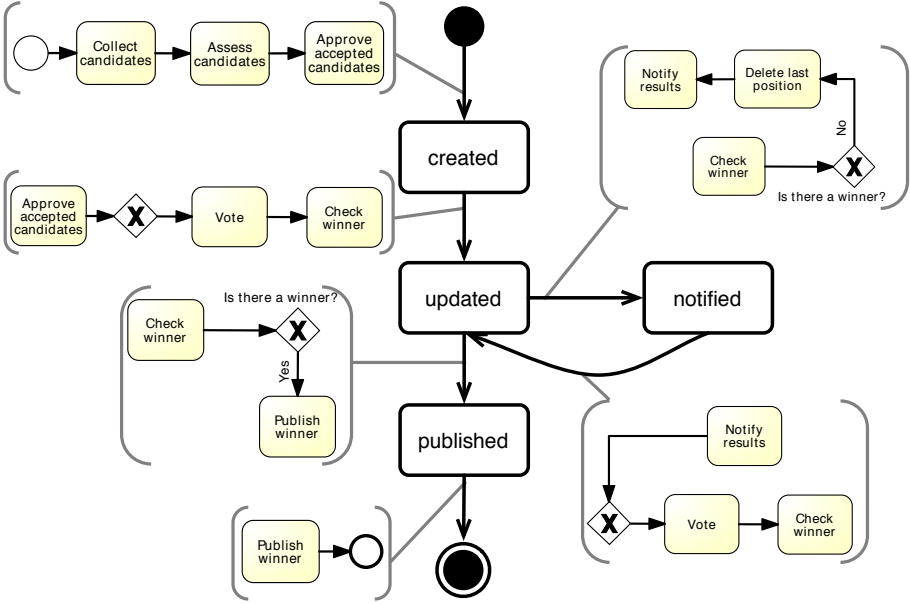 Collect
candidates
Assess
candidates
Approve
accepted
candidates
created
Notify
results
Delete last
position
No
Check
winner
X
Is there a winner?
Approve
accepted
candidates
X
Vote
Check
winner
updated
notified
Is there a winner?
Check
winner
X
Yes
Publish
winner
published
Notify
results
X
Vote
Check
winner
Publish
winner